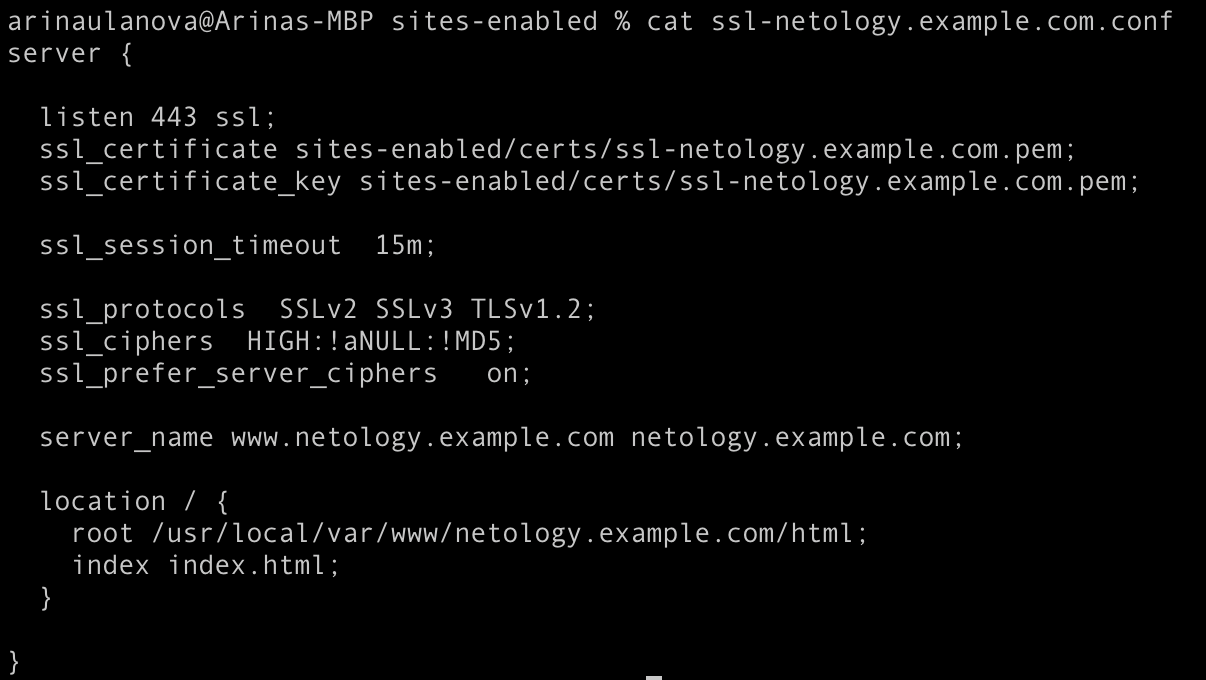 arinaulanova@Arinas-MBP sites-enabled % cat ssl-netology.example.com.conf
server {
  listen 443 ssl;
  ssl_certificate sites-enabled/certs/ssl-netology.example.com.pem;
  ssl_certificate_key sites-enabled/certs/ssl-netology.example.com.pem;
  ssl_session_timeout  15m;
  ssl_protocols  SSLv2 SSLv3 TLSv1.2;
  ssl_ciphers  HIGH:!aNULL:!MD5;
  ssl_prefer_server_ciphers   on;
  server_name www.netology.example.com netology.example.com;
  location / {
    root /usr/local/var/www/netology.example.com/html;
    index index.html;
  }
}